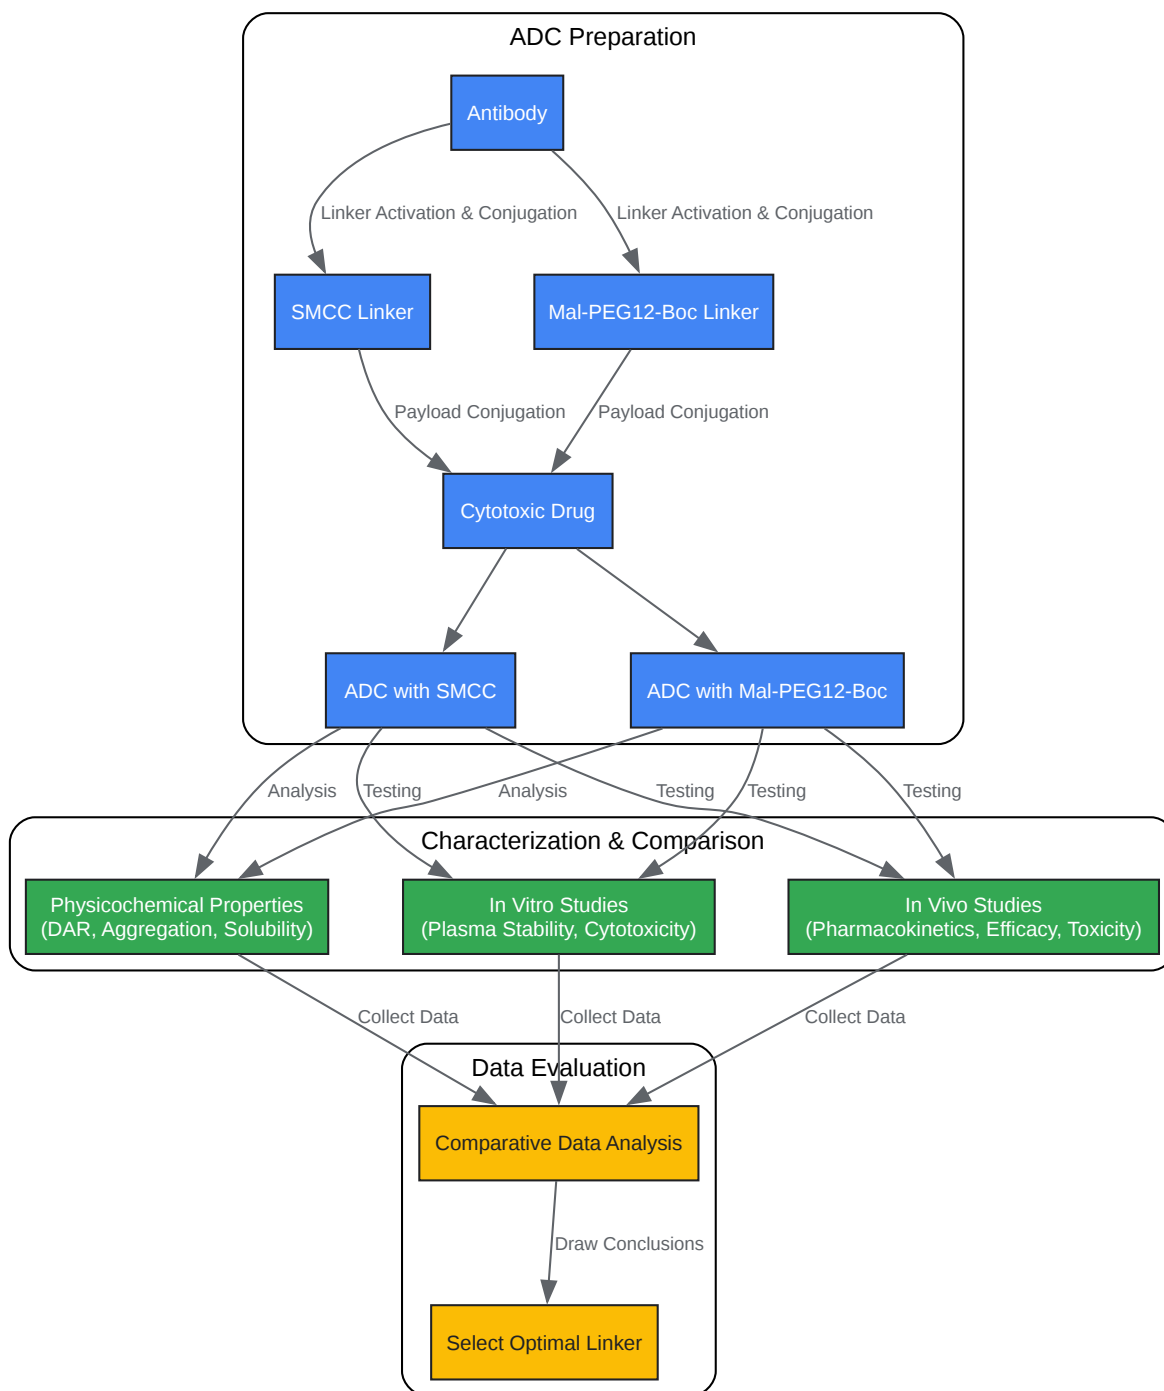 ADC Preparation
Antibody
Linker Activation & Conjugation
Linker Activation & Conjugation
SMCC Linker
Mal-PEG12-Boc Linker
Payload Conjugation
Payload Conjugation
Cytotoxic Drug
ADC with SMCC
ADC with Mal-PEG12-Boc
Analysis
Testing
Analysis
Testing
Testing
Testing
Characterization & Comparison
Physicochemical Properties
(DAR, Aggregation, Solubility)
In Vitro Studies
(Plasma Stability, Cytotoxicity)
In Vivo Studies
(Pharmacokinetics, Efficacy, Toxicity)
Collect Data
Collect Data
Collect Data
Data Evaluation
Comparative Data Analysis
Draw Conclusions
Select Optimal Linker